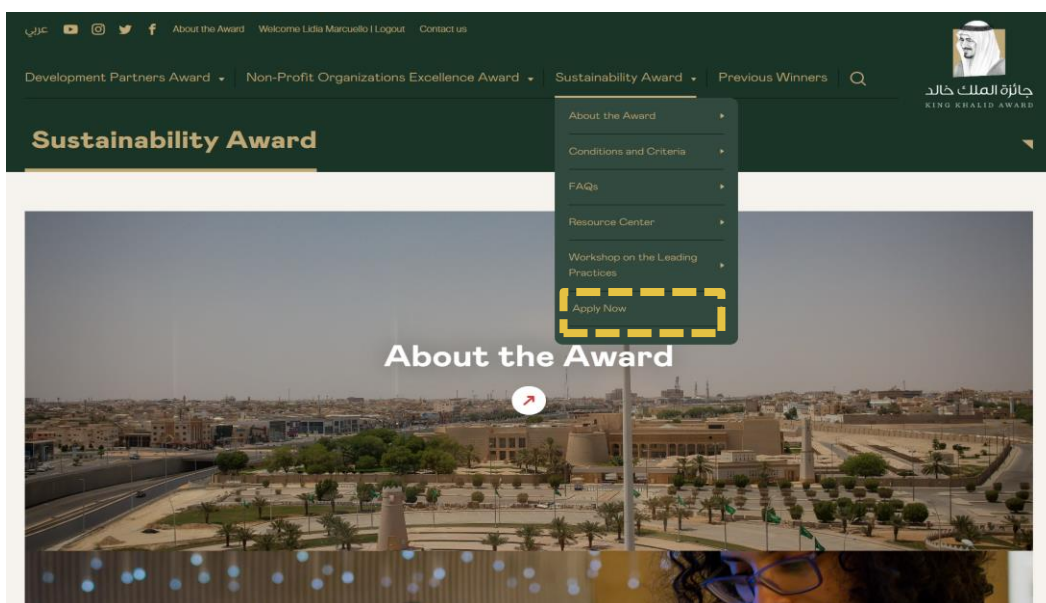 عربي About the Award Welcome Lidia Marcuello | Logout Contact us
Development Partners Award Non-Profit Organizations Excellence Award Sustainability Award Previous Winners
جائزة الملك خالد
KING KHALID AWARD
Sustainability Award
About the Award
Conditions and Criteria
FAQs
Resource Center
Workshop on the Leading
Practices
Apply Now
About the Award